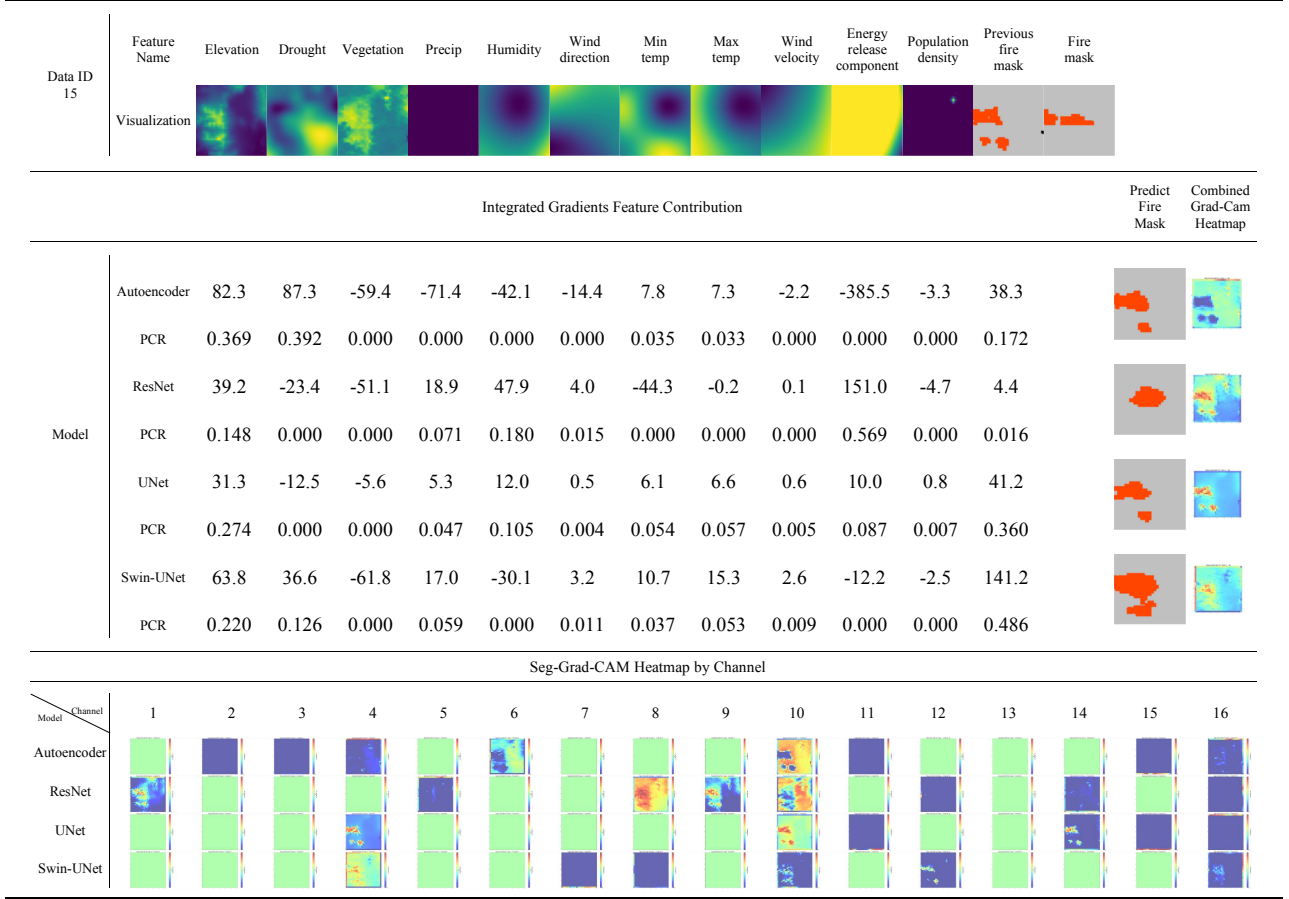 Data ID
15
Feature
Name
Elevation
Drought
Vegetation
Precip
Humidity
Wind
direction
Min
temp
Max
temp
Wind
velocity
Energy
release
component
Population
density
Previous
fire
mask
Fire
mask
Visualization
Integrated Gradients Feature Contribution
Predict
Fire
Mask
Combined
Grad-Cam
Heatmap
Model
Autoencoder 82.3 87.3 -59.4 -71.4 -42.1 -14.4 7.8 7.3 -2.2 -385.5 -3.3 38.3
PCR 0.369 0.392 0.000 0.000 0.000 0.000 0.035 0.033 0.000 0.000 0.000 0.172
ResNet 39.2 -23.4 -51.1 18.9 47.9 4.0 -44.3 -0.2 0.1 151.0 -4.7 4.4
PCR 0.148 0.000 0.000 0.071 0.180 0.015 0.000 0.000 0.000 0.569 0.000 0.016
UNet 31.3 -12.5 -5.6 5.3 12.0 0.5 6.1 6.6 0.6 10.0 0.8 41.2
PCR 0.274 0.000 0.000 0.047 0.105 0.004 0.054 0.057 0.005 0.087 0.007 0.360
Swin-UNet 63.8 36.6 -61.8 17.0 -30.1 3.2 10.7 15.3 2.6 -12.2 -2.5 141.2
PCR 0.220 0.126 0.000 0.059 0.000 0.011 0.037 0.053 0.009 0.000 0.000 0.486
Seg-Grad-CAM Heatmap by Channel
Model Channel 1 2 3 4 5 6 7 8 9 10 11 12 13 14 15 16
Autoencoder
ResNet
UNet
Swin-UNet